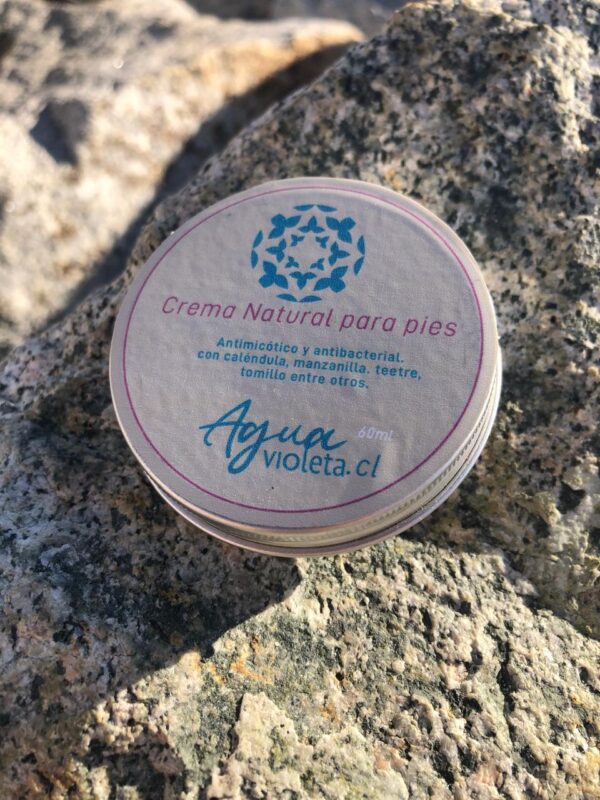 Crema Natural para pies
Antimicótico y antibacterial.
con caléndula, manzanilla. teetre,
tomillo entre otros.
Agua 60ml
violeta.cl